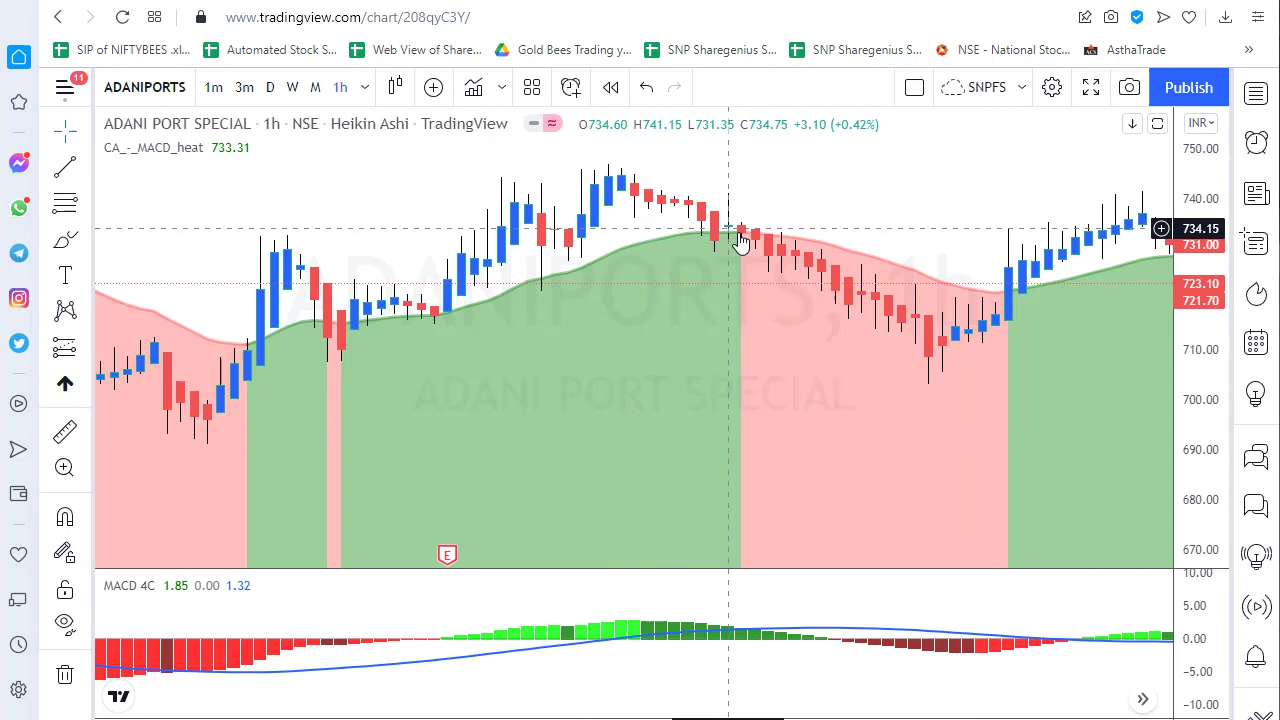 www.tradingview.com/chart/208qyC3Y/
SIP of NIFTYBEES .xl... Automated Stock S... Web View of Share... Gold Bees Trading y... SNP Sharegenius S... SNP Sharegenius S... NSE - National Stoc... AsthaTrade
11
ADANIPORTS 1m 3m D W M 1h SNPFS Publish
ADANI PORT SPECIAL · 1h · NSE · Heikin Ashi · TradingView O734.60 H741.15 L731.35 C734.75 +3.10 (+0.42%) INR
CA_-_MACD_heat 733.31
750.00
740.00
734.15
731.00
723.10
721.70
710.00
700.00
690.00
680.00
670.00
ADANIPORTS, 1h
ADANI PORT SPECIAL
E
MACD 4C 1.85 0.00 1.32
10.00
5.00
0.00
-5.00
-10.00